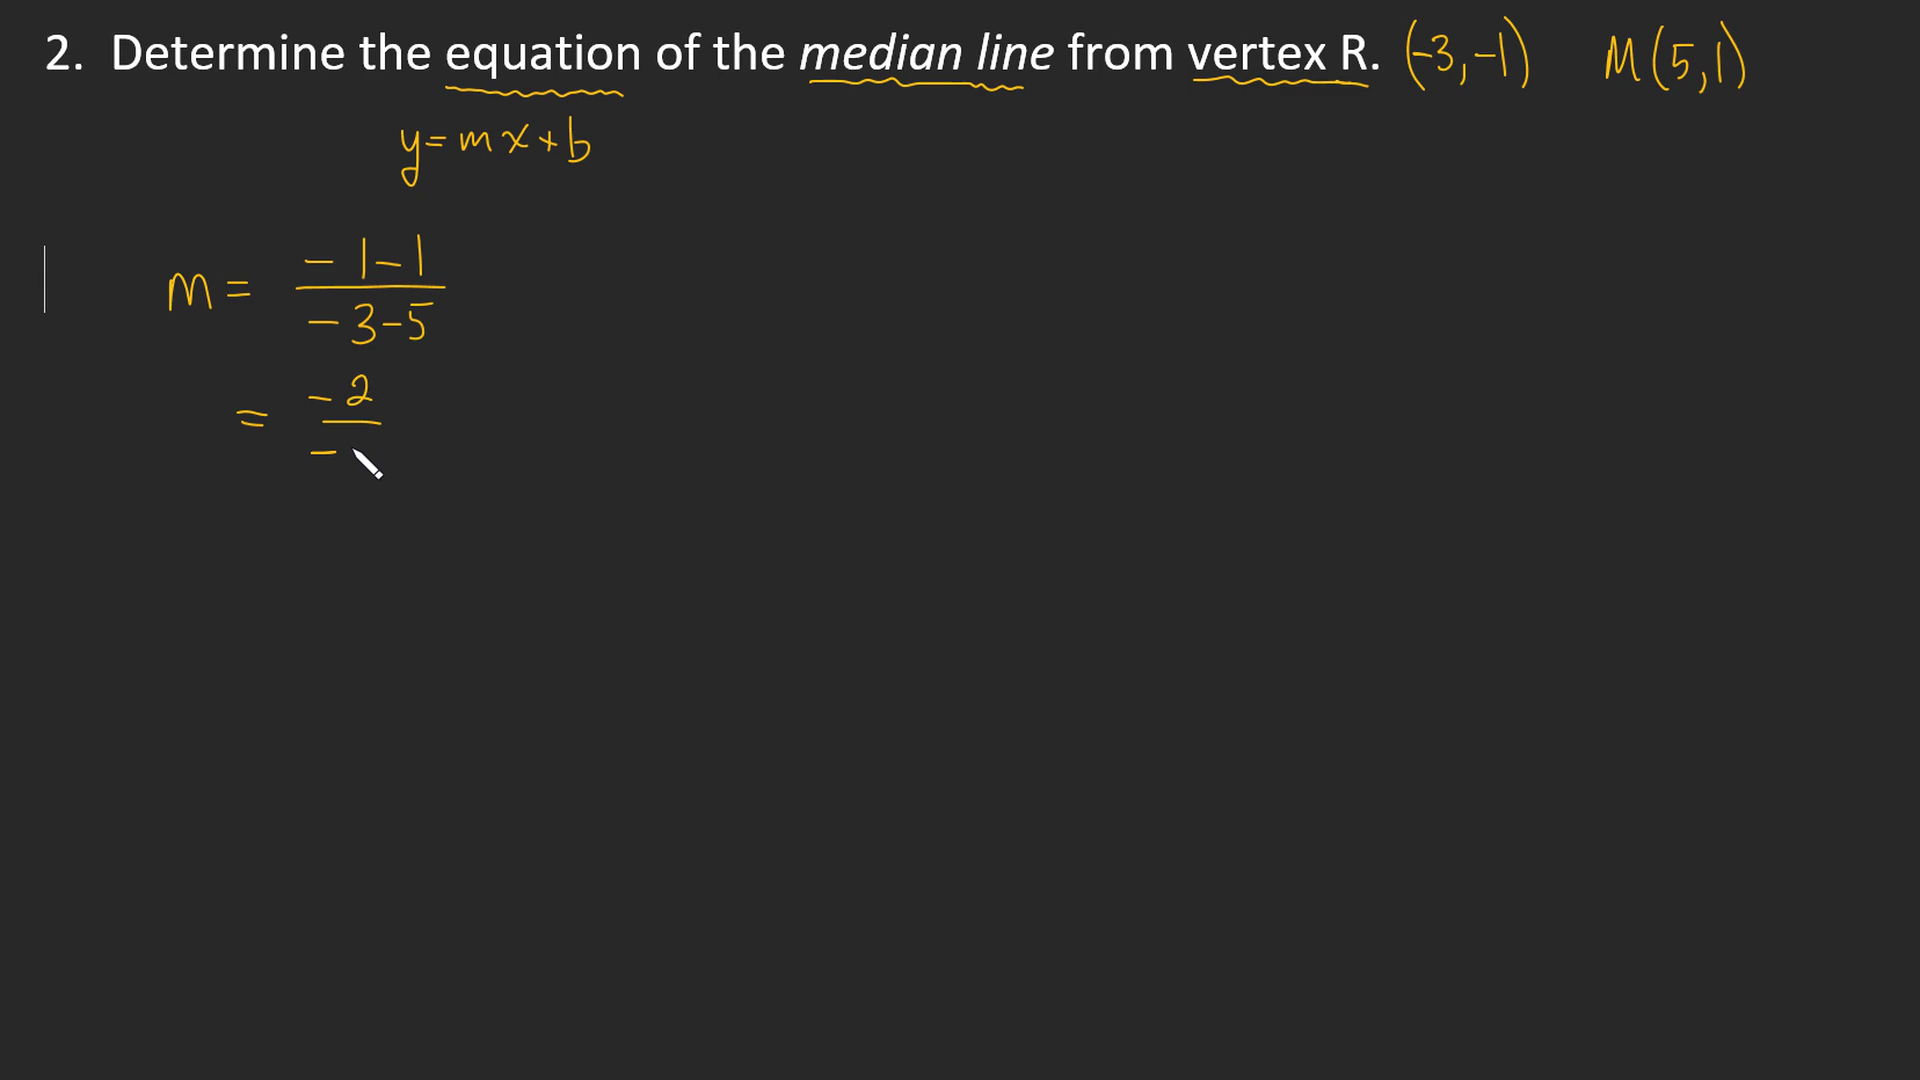 2. Determine the equation of the median line from vertex R. (-3,-1) M(5,1)
y=mx+b
m= -1-1
-3-5
= -2
-